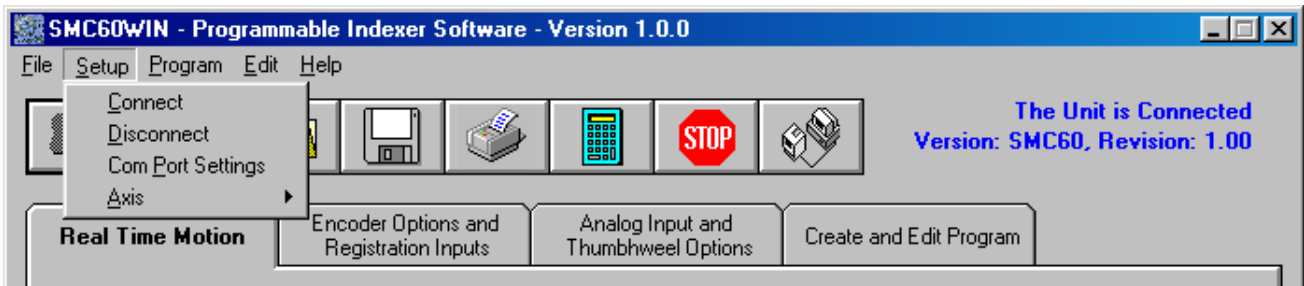 SMC60WIN - Programmable Indexer Software - Version 1.0.0
File Setup Program Edit Help
Connect
Disconnect
Com Port Settings
Axis
STOP
The Unit is Connected
Version: SMC60, Revision: 1.00
Real Time Motion
Encoder Options and
Registration Inputs
Analog Input and
Thumbhweel Options
Create and Edit Program